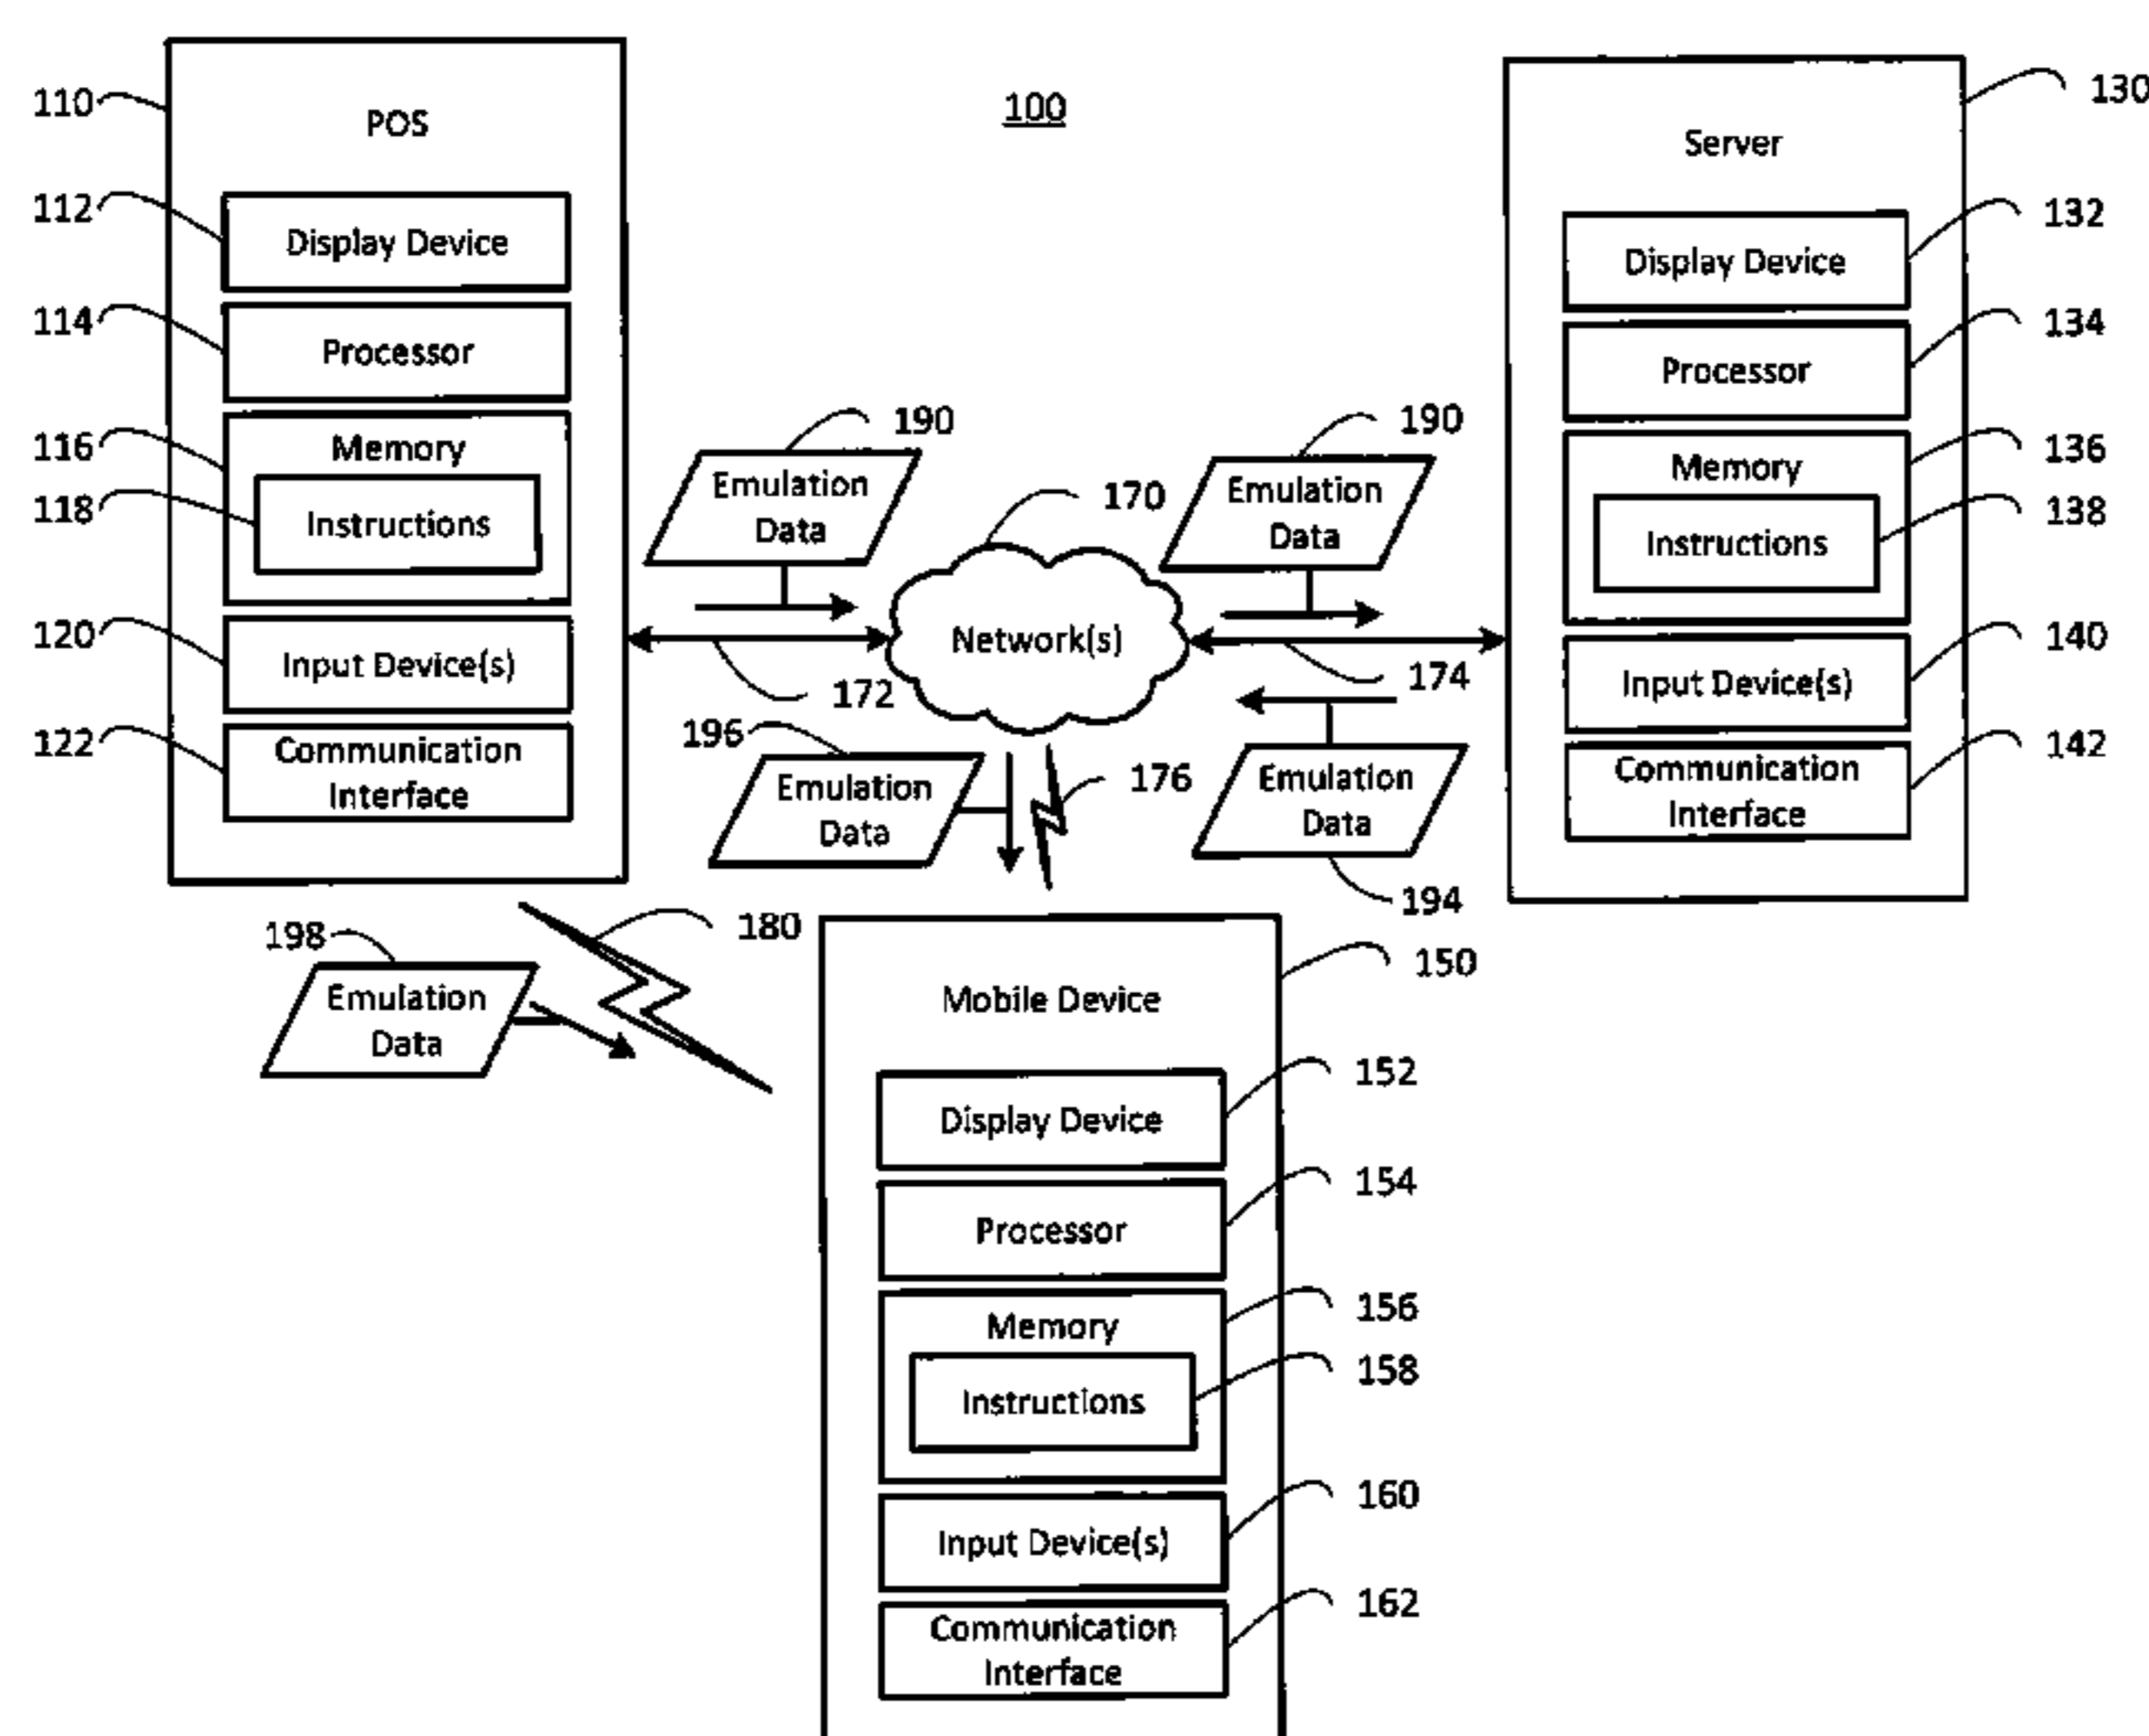 100
110
POS
112
Display Device
114
Processor
116
Memory
118
Instructions
120
Input Device(s)
122
Communication
Interface
130
Server
132
Display Device
134
Processor
136
Memory
138
Instructions
140
Input Device(s)
142
Communication
Interface
190
Emulation
Data
170
Network(s)
190
Emulation
Data
172
174
196
Emulation
Data
176
Emulation
Data
194
198
Emulation
Data
180
150
Mobile Device
152
Display Device
154
Processor
156
Memory
158
Instructions
160
Input Device(s)
162
Communication
Interface